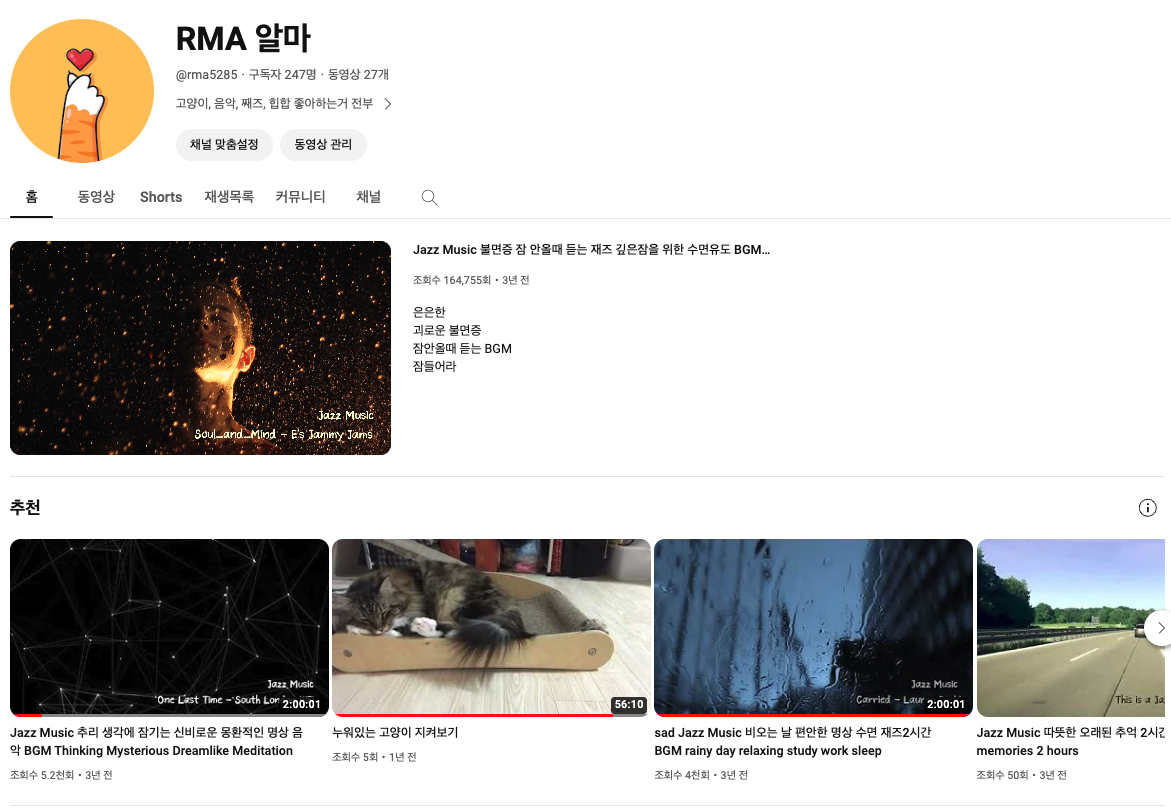 RMA 알마
@rma5285 · 구독자 247명 · 동영상 27개
고양이, 음악, 째즈, 힙합 좋아하는거 전부
채널 맞춤설정
동영상 관리
홈
동영상
Shorts
재생목록
커뮤니티
채널
Jazz Music 불면증 잠 안올때 듣는 재즈 깊은잠을 위한 수면유도 BGM...
조회수 164,755회 • 3년 전
은은한
괴로운 불면증
잠안올때 듣는 BGM
잠들어라
Jazz Music
Soul_and_Mind - E's Jammy Jams
추천
Jazz Music
One Last Time - South Lon
2:00:01
Jazz Music 추리 생각에 잠기는 신비로운 몽환적인 명상 음
악 BGM Thinking Mysterious Dreamlike Meditation
조회수 5.2천회 • 3년 전
56:10
누워있는 고양이 지켜보기
조회수 5회 • 1년 전
Jazz Music
Carried - Laur
2:00:01
sad Jazz Music 비오는 날 편안한 명상 수면 재즈2시간
BGM rainy day relaxing study work sleep
조회수 4천회 • 3년 전
This is a Ja
Jazz Music 따뜻한 오래된 추억 2시간
memories 2 hours
조회수 50회 • 3년 전